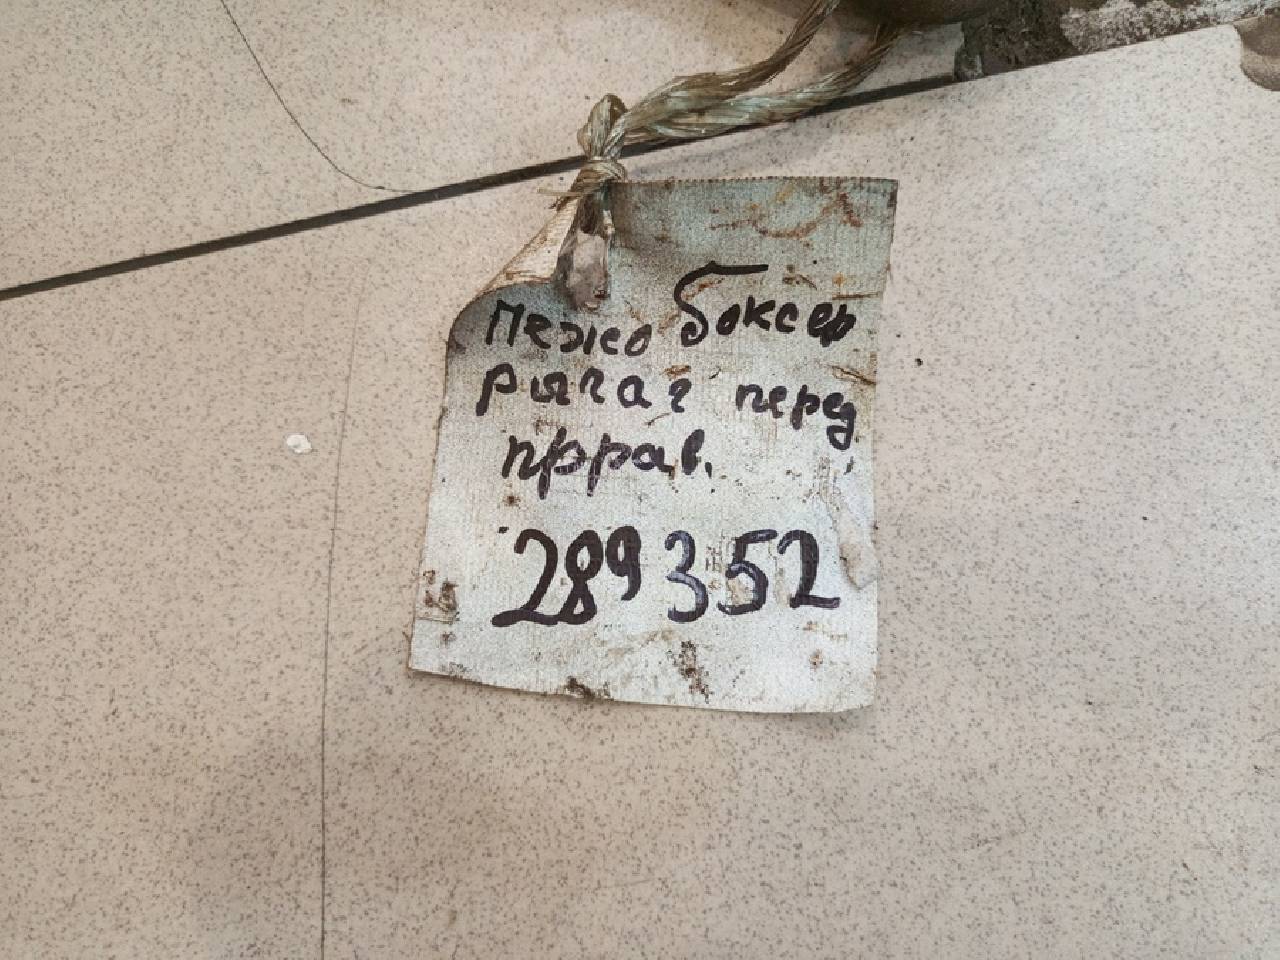 Пежо Боксер
рычаг перед
прав.
289352